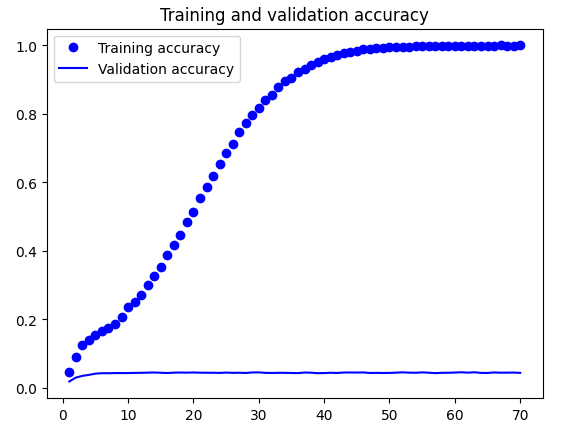 Training and validation accuracy
Training accuracy
Validation accuracy
1.0
0.8
0.6
0.4
0.2
0.0
0 10 20 30 40 50 60 70